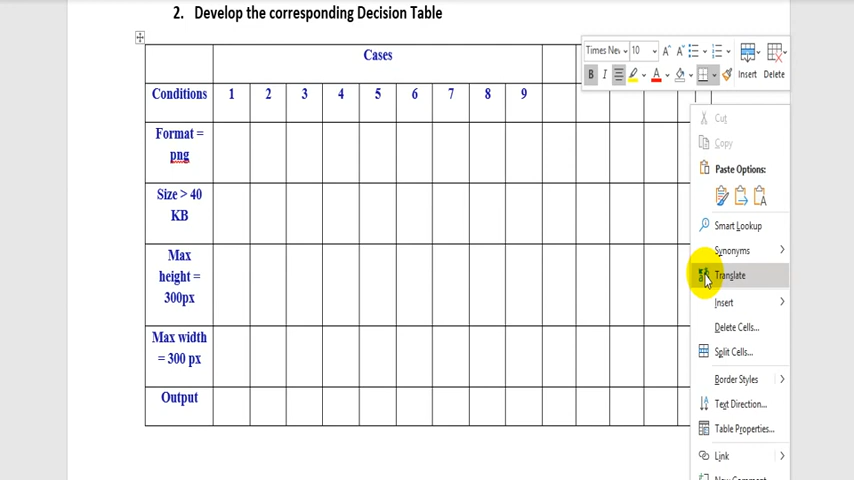 2. Develop the corresponding Decision Table
Cases
Times Nev 10
Insert Delete
Conditions 1 2 3 4 5 6 7 8 9
Format =
png
Size > 40
KB
Max
height =
300px
Max width
= 300 px
Output
Cut
Copy
Paste Options:
Smart Lookup
Synonyms
Translate
Insert
Delete Cells...
Split Cells...
Border Styles
Text Direction...
Table Properties...
Link
New Comment